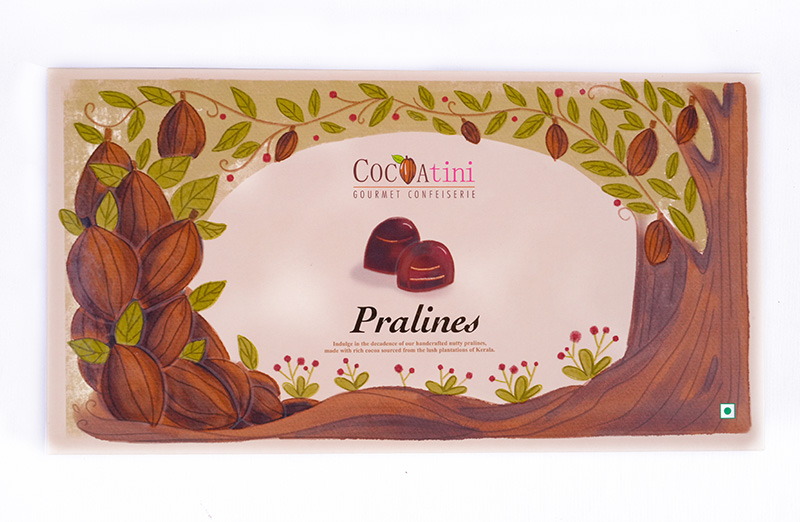 COCOAtini
GOURMET CONFEISERIE
Pralines
Indulge in the decadence of our handcrafted nutty pralines,
made with rich cocoa sourced from the lush plantations of Kerala.